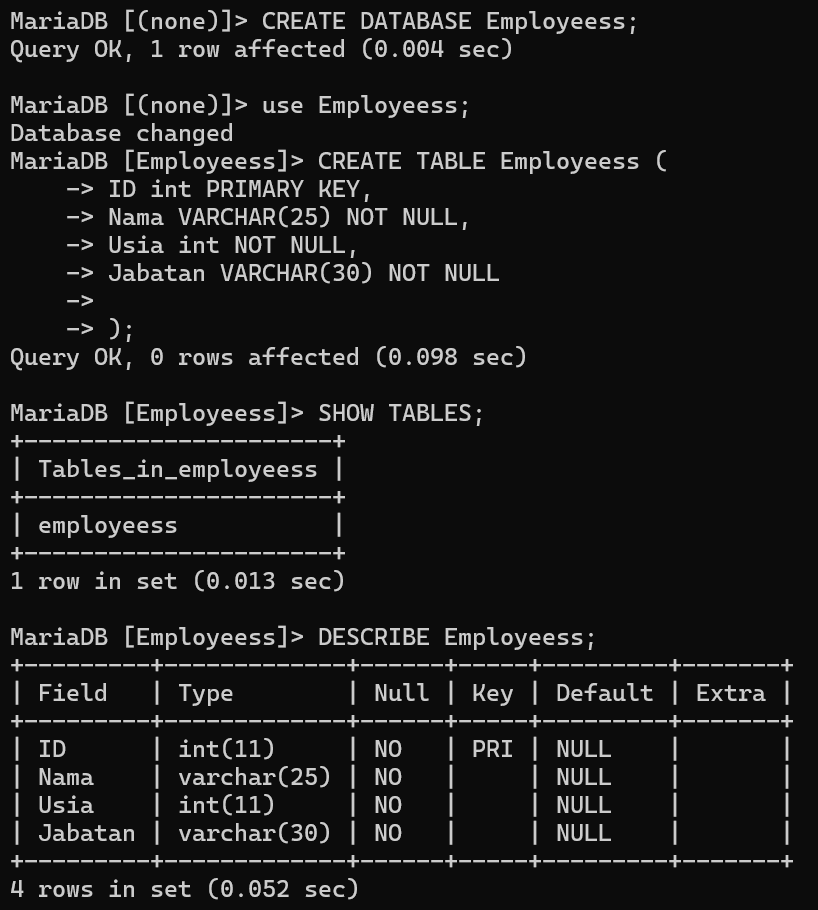 MariaDB [(none)]> CREATE DATABASE Employeess;
Query OK, 1 row affected (0.004 sec)

MariaDB [(none)]> use Employeess;
Database changed
MariaDB [Employeess]> CREATE TABLE Employeess (
    -> ID int PRIMARY KEY,
    -> Nama VARCHAR(25) NOT NULL,
    -> Usia int NOT NULL,
    -> Jabatan VARCHAR(30) NOT NULL
    ->
    -> );
Query OK, 0 rows affected (0.098 sec)

MariaDB [Employeess]> SHOW TABLES;
+----------------------+
| Tables_in_employeess |
+----------------------+
| employeess           |
+----------------------+
1 row in set (0.013 sec)

MariaDB [Employeess]> DESCRIBE Employeess;
+---------+-------------+------+-----+---------+-------+
| Field   | Type        | Null | Key | Default | Extra |
+---------+-------------+------+-----+---------+-------+
| ID      | int(11)     | NO   | PRI | NULL    |       |
| Nama    | varchar(25) | NO   |     | NULL    |       |
| Usia    | int(11)     | NO   |     | NULL    |       |
| Jabatan | varchar(30) | NO   |     | NULL    |       |
+---------+-------------+------+-----+---------+-------+
4 rows in set (0.052 sec)